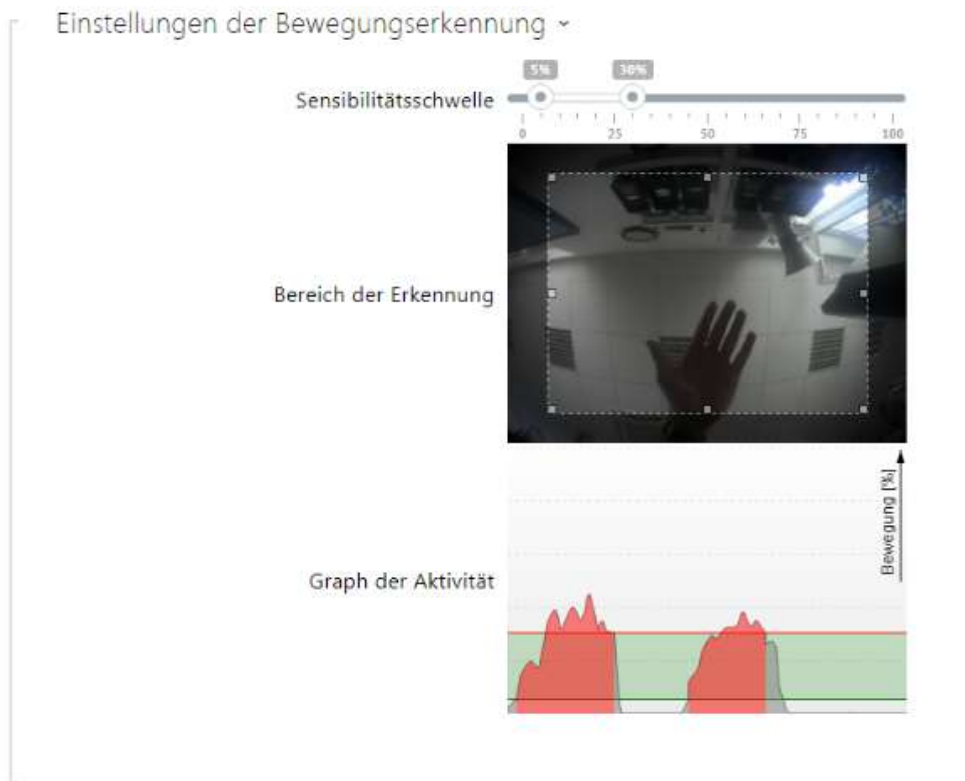 Einstellungen der Bewegungserkennung
5% 30%
Sensibilitätsschwelle
0 25 50 75 100
Bereich der Erkennung
Bewegung [%]
Graph der Aktivität